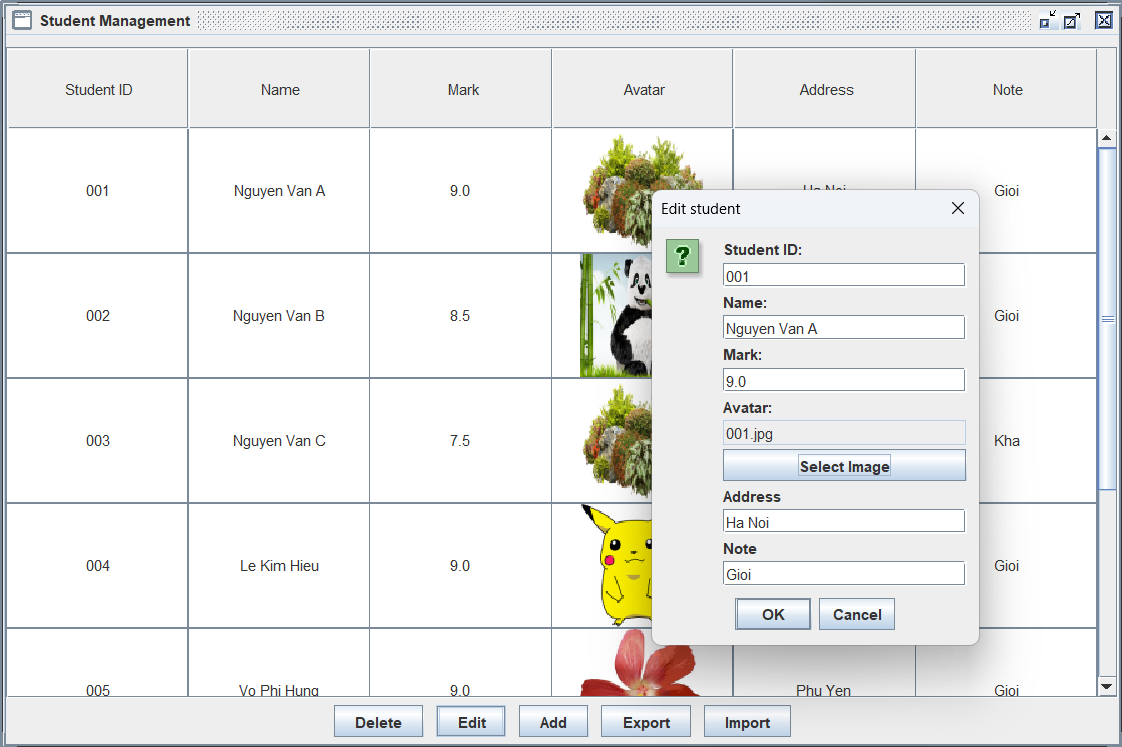 Student Management
Student ID Name Mark Avatar Address Note
001 Nguyen Van A 9.0 Ha Noi Gioi
002 Nguyen Van B 8.5 Gioi
003 Nguyen Van C 7.5 Kha
004 Le Kim Hieu 9.0 Gioi
005 Vo Phi Hung 9.0 Phu Yen Gioi
Edit student
?
Student ID:
001
Name:
Nguyen Van A
Mark:
9.0
Avatar:
001.jpg
Select Image
Address
Ha Noi
Note
Gioi
OK Cancel
Delete Edit Add Export Import